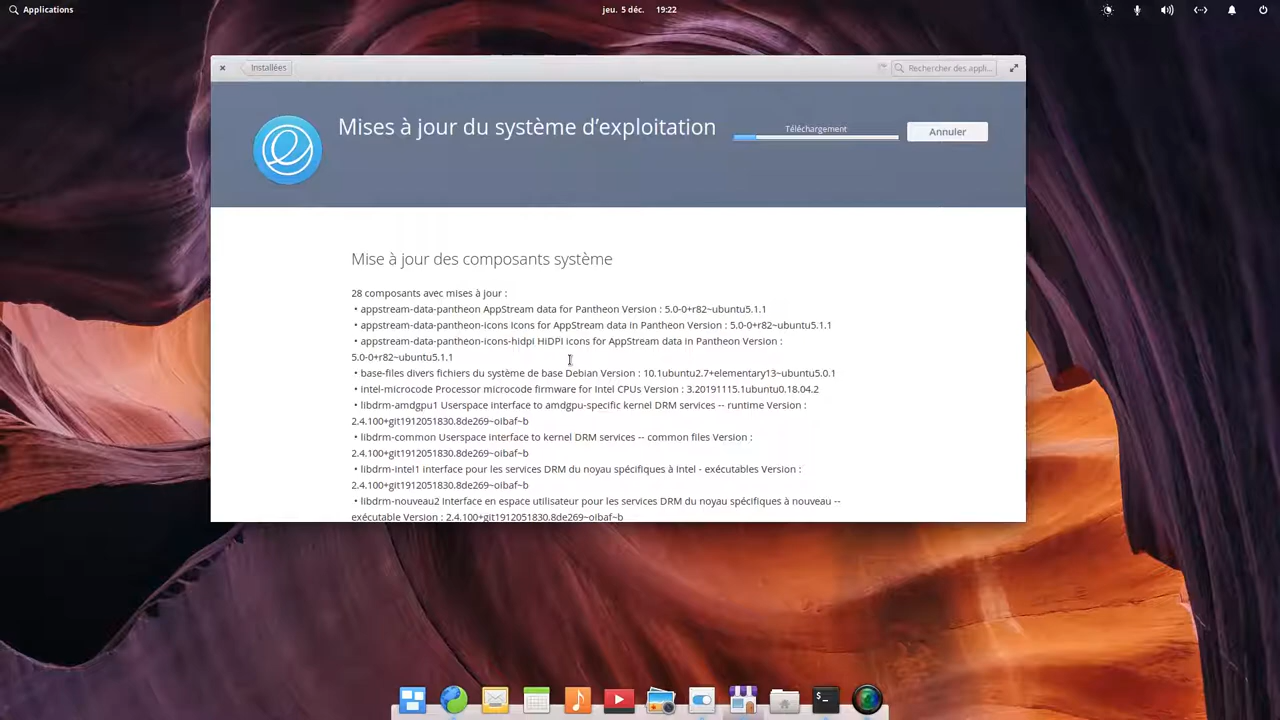 Applications
jeu. 5 déc. 19:22
Installées
Rechercher des appli...
Mises à jour du système d’exploitation
Téléchargement
Annuler
Mise à jour des composants système
28 composants avec mises à jour :
• appstream-data-pantheon AppStream data for Pantheon Version : 5.0-0+r82~ubuntu5.1.1
• appstream-data-pantheon-icons Icons for AppStream data in Pantheon Version : 5.0-0+r82~ubuntu5.1.1
• appstream-data-pantheon-icons-hidpi HiDPI icons for AppStream data in Pantheon Version :
5.0-0+r82~ubuntu5.1.1
• base-files divers fichiers du système de base Debian Version : 10.1ubuntu2.7+elementary13~ubuntu5.0.1
• intel-microcode Processor microcode firmware for Intel CPUs Version : 3.20191115.1ubuntu0.18.04.2
• libdrm-amdgpu1 Userspace interface to amdgpu-specific kernel DRM services -- runtime Version :
2.4.100+git1912051830.8de269~oibaf~b
• libdrm-common Userspace interface to kernel DRM services -- common files Version :
2.4.100+git1912051830.8de269~oibaf~b
• libdrm-intel1 interface pour les services DRM du noyau spécifiques à Intel - exécutables Version :
2.4.100+git1912051830.8de269~oibaf~b
• libdrm-nouveau2 Interface en espace utilisateur pour les services DRM du noyau spécifiques à nouveau --
exécutable Version : 2.4.100+git1912051830.8de269~oibaf~b